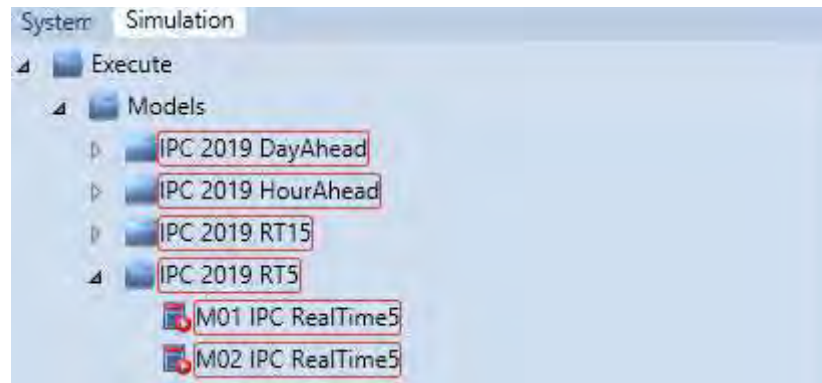 System Simulation
Execute
Models
IPC 2019 DayAhead
IPC 2019 HourAhead
IPC 2019 RT15
IPC 2019 RT5
M01 IPC RealTime5
M02 IPC RealTime5